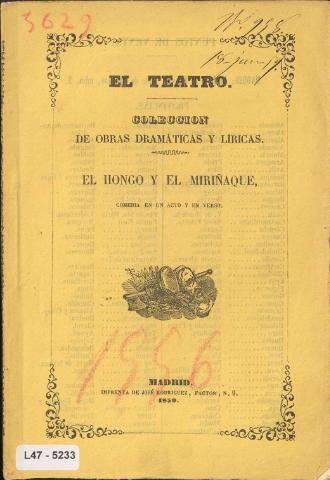 3629
EL TEATRO.
COLECCION
DE OBRAS DRAMÁTICAS Y LÍRICAS.
EL HONGO Y EL MIRIÑAQUE,
COMEDIA EN UN ACTO Y EN VERSO.
1956
MADRID.
IMPRENTA DE JOSÉ RODRIGUEZ, FACTOR, N. 9.
1859.
L47 - 5233